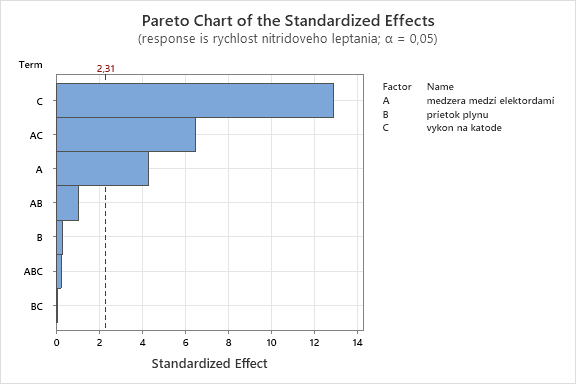 Pareto Chart of the Standardized Effects
(response is rychlost nitridoveho leptania; α = 0,05)
Term
2,31
C
AC
A
AB
B
ABC
BC
0 2 4 6 8 10 12 14
Standardized Effect
Factor Name
A medzera medzi elektordami
B prietok plynu
C vykon na katode